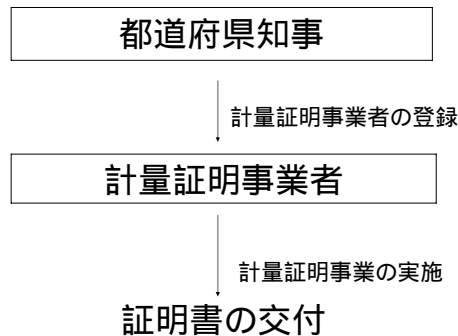 都道府県知事
計量証明事業者の登録
計量証明事業者
計量証明事業の実施
証明書の交付